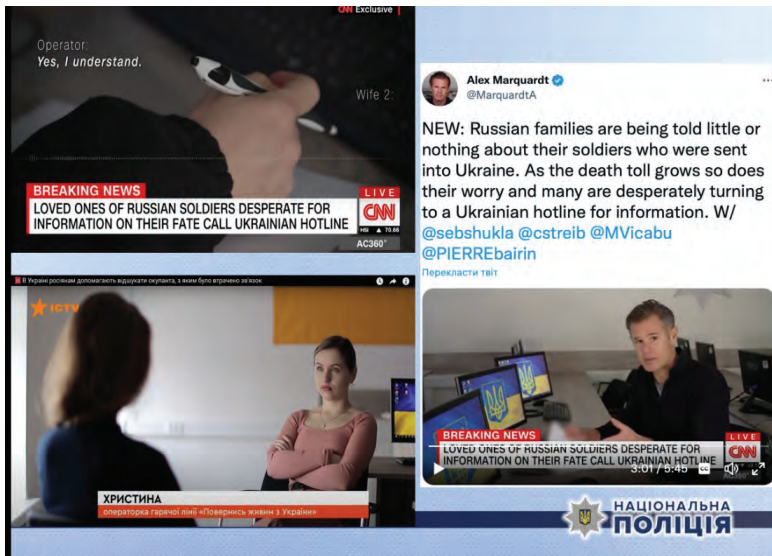 CNN Exclusive
Operator:
Yes, I understand.
Wife 2:
BREAKING NEWS
LOVED ONES OF RUSSIAN SOLDIERS DESPERATE FOR
INFORMATION ON THEIR FATE CALL UKRAINIAN HOTLINE
LIVE
CNN
HSI ▲ 70.66
AC360°
В Україні росіянам допомагають відшукати окупанта, з яким було втрачено зв'язок
ICTV
ХРИСТИНА
операторка гарячої лінії «Повернись живим з України»
Alex Marquardt
@MarquardtA
NEW: Russian families are being told little or
nothing about their soldiers who were sent
into Ukraine. As the death toll grows so does
their worry and many are desperately turning
to a Ukrainian hotline for information. W/
@sebshukla @cstreib @MVicabu
@PIERREbairin
Перекласти твіт
BREAKING NEWS
LOVED ONES OF RUSSIAN SOLDIERS DESPERATE FOR
INFORMATION ON THEIR FATE CALL UKRAINIAN HOTLINE
LIVE
CNN
3:01 / 5:45
CC
НАЦІОНАЛЬНА
ПОЛІЦІЯ